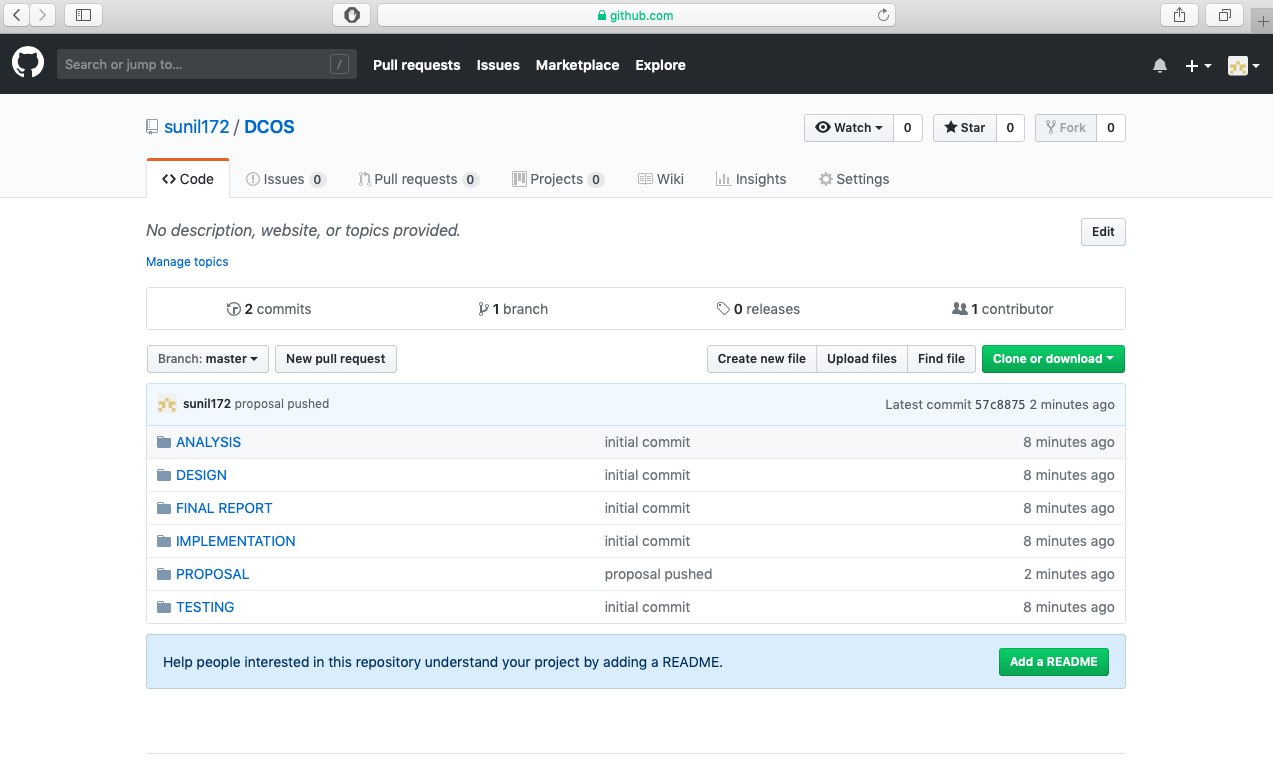 github.com
Search or jump to... /
Pull requests Issues Marketplace Explore
sunil172 / DCOS
Watch 0 Star 0 Fork 0
Code Issues 0 Pull requests 0 Projects 0 Wiki Insights Settings
No description, website, or topics provided. Edit
Manage topics
2 commits 1 branch 0 releases 1 contributor
Branch: master New pull request Create new file Upload files Find file Clone or download
sunil172 proposal pushed Latest commit 57c8875 2 minutes ago
ANALYSIS initial commit 8 minutes ago
DESIGN initial commit 8 minutes ago
FINAL REPORT initial commit 8 minutes ago
IMPLEMENTATION initial commit 8 minutes ago
PROPOSAL proposal pushed 2 minutes ago
TESTING initial commit 8 minutes ago
Help people interested in this repository understand your project by adding a README. Add a README